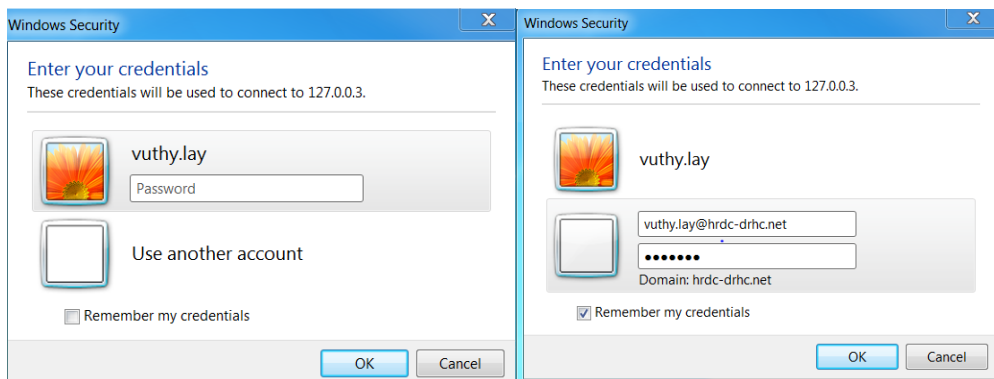 Windows Security
Enter your credentials
These credentials will be used to connect to 127.0.0.3.
vuthy.lay
Password
Use another account
Remember my credentials
OK
Cancel
Windows Security
Enter your credentials
These credentials will be used to connect to 127.0.0.3.
vuthy.lay
vuthy.lay@hrdc-drhc.net
•••••••
Domain: hrdc-drhc.net
Remember my credentials
OK
Cancel